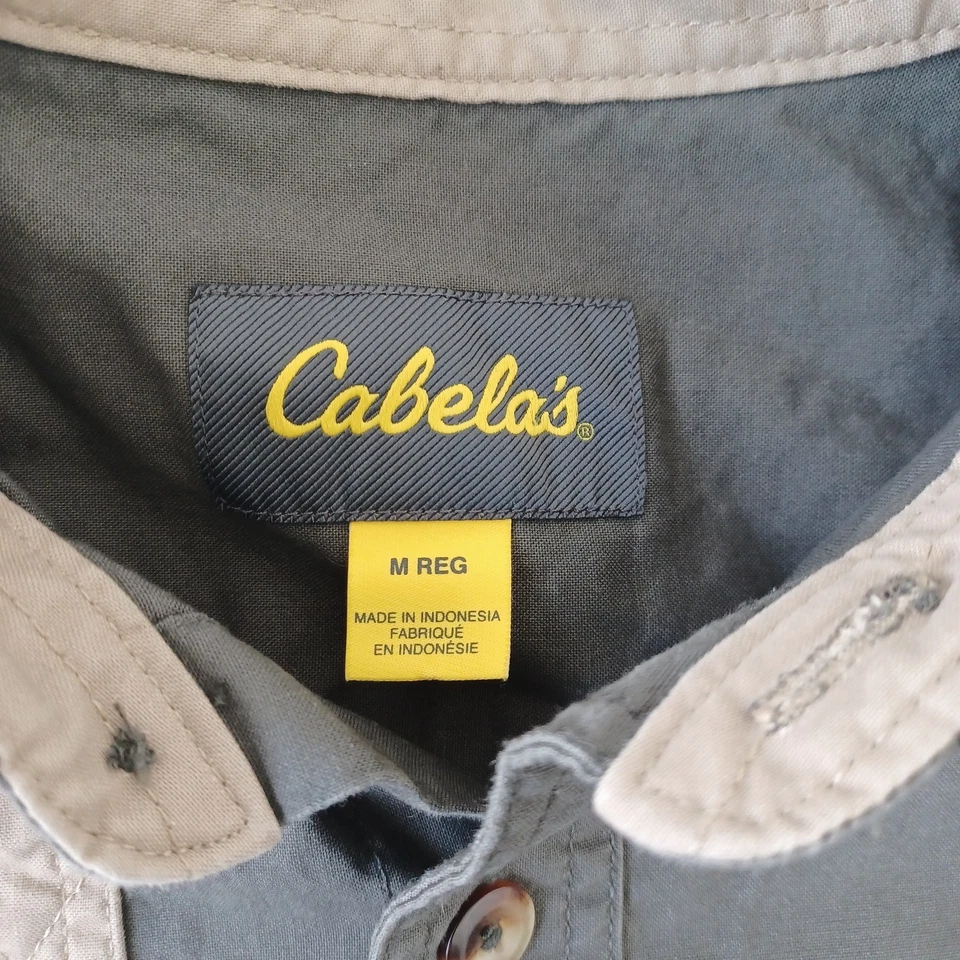 Cabela's®
M REG
MADE IN INDONESIA
FABRIQUÉ
EN INDONÉSIE